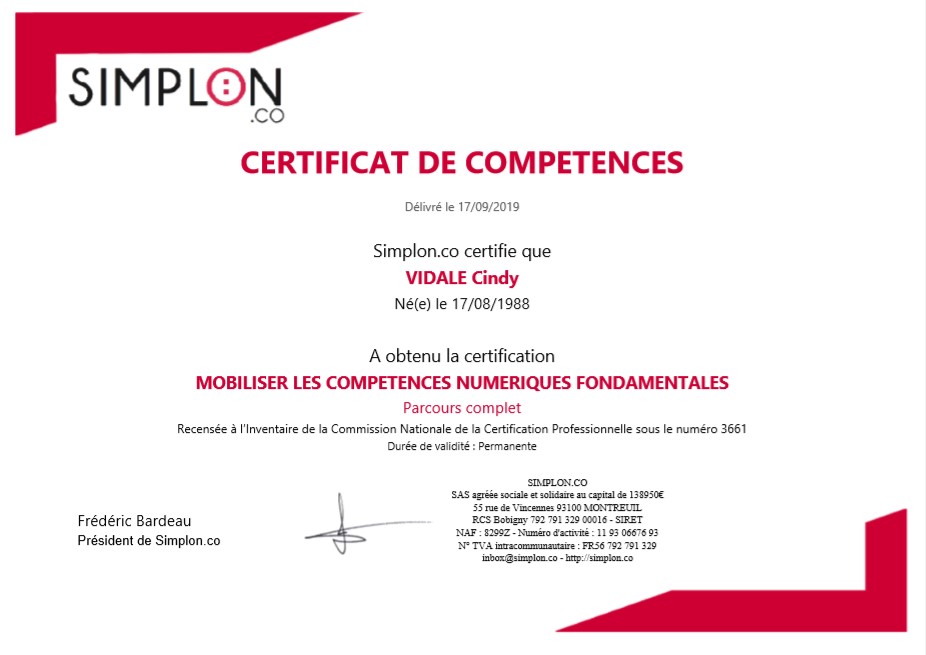 SIMPLON
.CO
CERTIFICAT DE COMPETENCES
Délivré le 17/09/2019
Simplon.co certifie que
VIDALE Cindy
Né(e) le 17/08/1988
A obtenu la certification
MOBILISER LES COMPETENCES NUMERIQUES FONDAMENTALES
Parcours complet
Recensée à l'Inventaire de la Commission Nationale de la Certification Professionnelle sous le numéro 3661
Durée de validité : Permanente
Frédéric Bardeau
Président de Simplon.co
SIMPLON.CO
SAS agréée sociale et solidaire au capital de 138950€
55 rue de Vincennes 93100 MONTREUIL
RCS Bobigny 792 791 329 00016 - SIRET
NAF : 8299Z - Numéro d'activité : 11 93 06676 93
N° TVA intracommunautaire : FR56 792 791 329
inbox@simplon.co - http://simplon.co